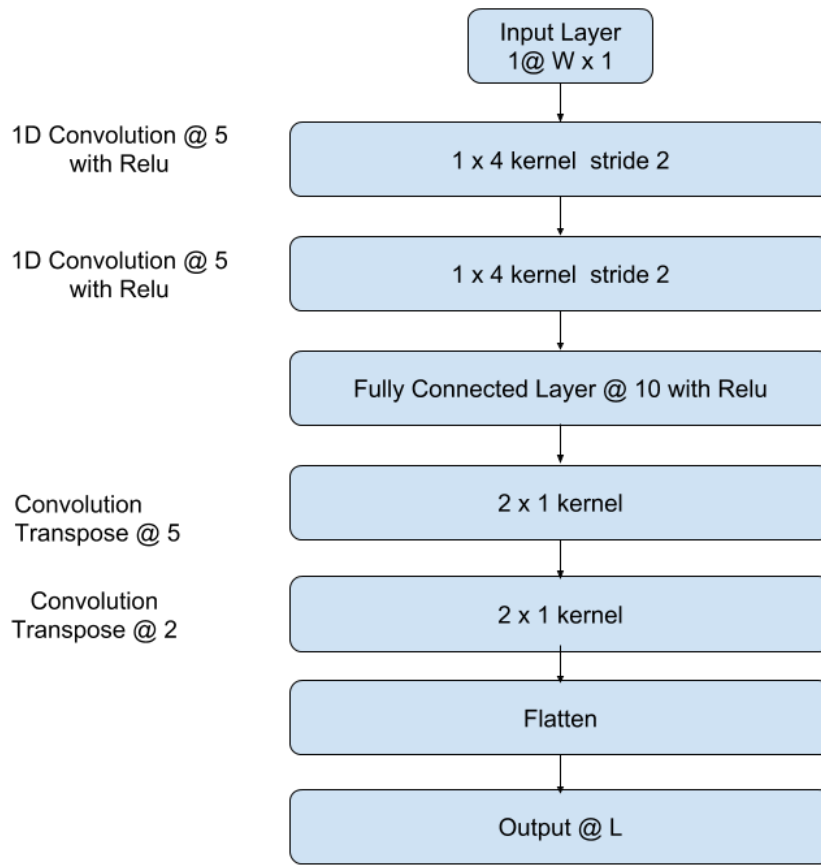 Input Layer
1@ W x 1
1D Convolution @ 5
with Relu
1 x 4 kernel stride 2
1D Convolution @ 5
with Relu
1 x 4 kernel stride 2
Fully Connected Layer @ 10 with Relu
Convolution
Transpose @ 5
2 x 1 kernel
Convolution
Transpose @ 2
2 x 1 kernel
Flatten
Output @ L